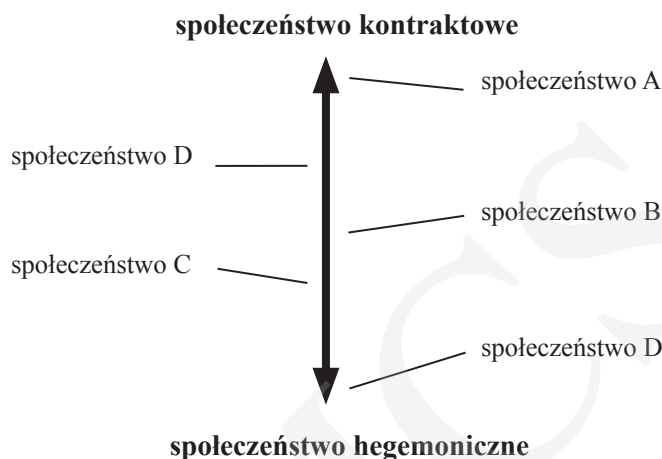 społeczeństwo kontraktowe
społeczeństwo A
społeczeństwo D
społeczeństwo B
społeczeństwo C
społeczeństwo D
społeczeństwo hegemoniczne